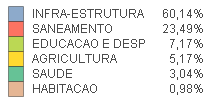 INFRA-ESTRUTURA 60,14%
SANEAMENTO 23,49%
EDUCACAO E DESP 7,17%
AGRICULTURA 5,17%
SAUDE 3,04%
HABITACAO 0,98%